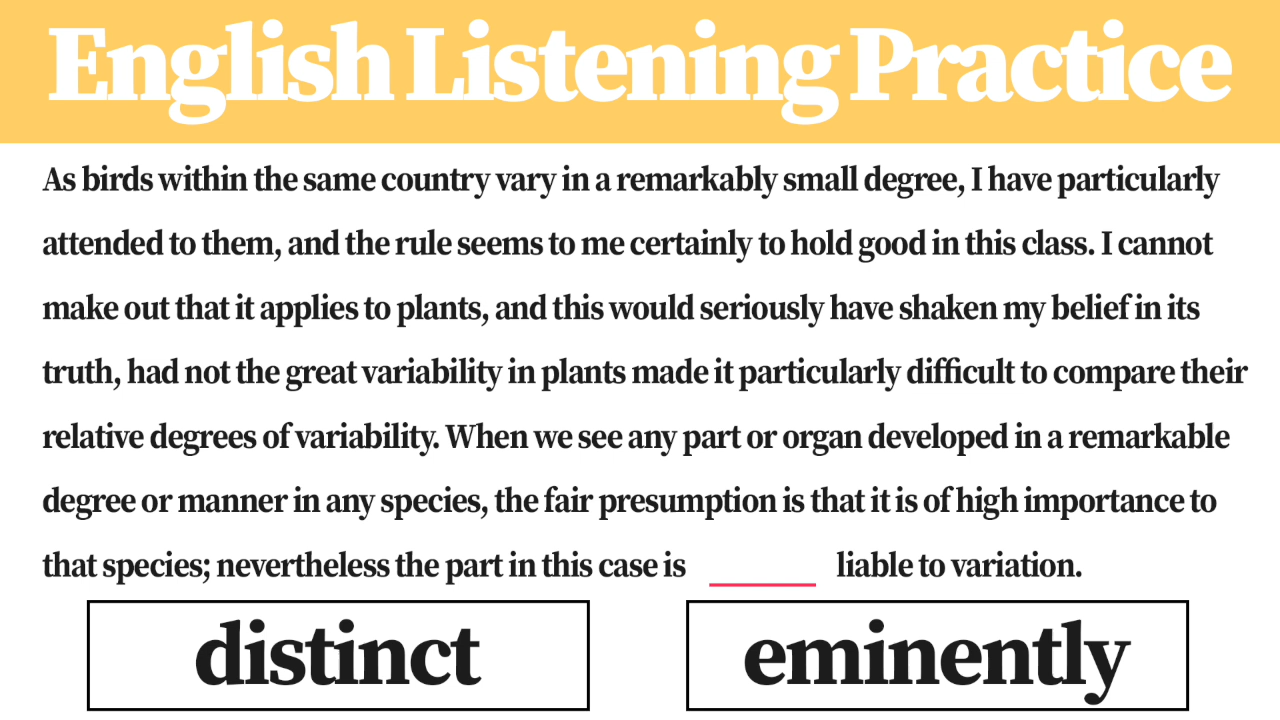 English Listening Practice
As birds within the same country vary in a remarkably small degree, I have particularly
attended to them, and the rule seems to me certainly to hold good in this class. I cannot
make out that it applies to plants, and this would seriously have shaken my belief in its
truth, had not the great variability in plants made it particularly difficult to compare their
relative degrees of variability. When we see any part or organ developed in a remarkable
degree or manner in any species, the fair presumption is that it is of high importance to
that species; nevertheless the part in this case is ______ liable to variation.
distinct
eminently